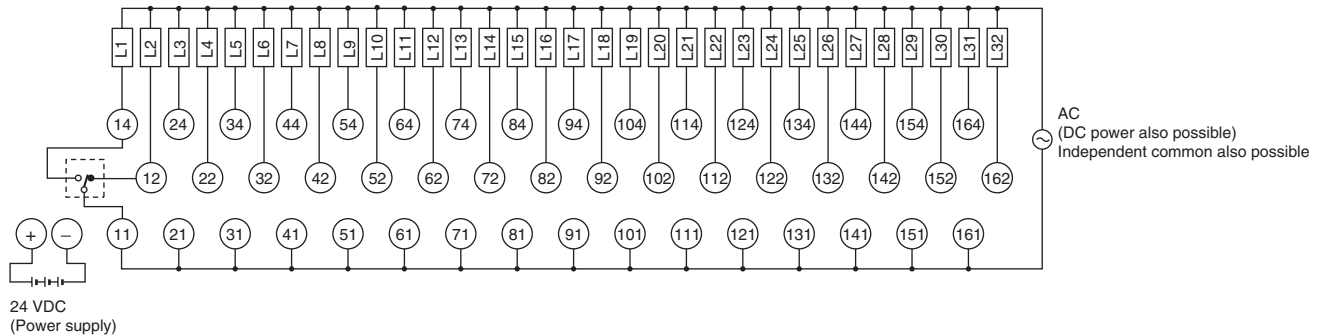 L1 L2 L3 L4 L5 L6 L7 L8 L9 L10 L11 L12 L13 L14 L15 L16 L17 L18 L19 L20 L21 L22 L23 L24 L25 L26 L27 L28 L29 L30 L31 L32
14 24 34 44 54 64 74 84 94 104 114 124 134 144 154 164
AC
(DC power also possible)
Independent common also possible
12 22 32 42 52 62 72 82 92 102 112 122 132 142 152 162
+ − 11 21 31 41 51 61 71 81 91 101 111 121 131 141 151 161
24 VDC
(Power supply)